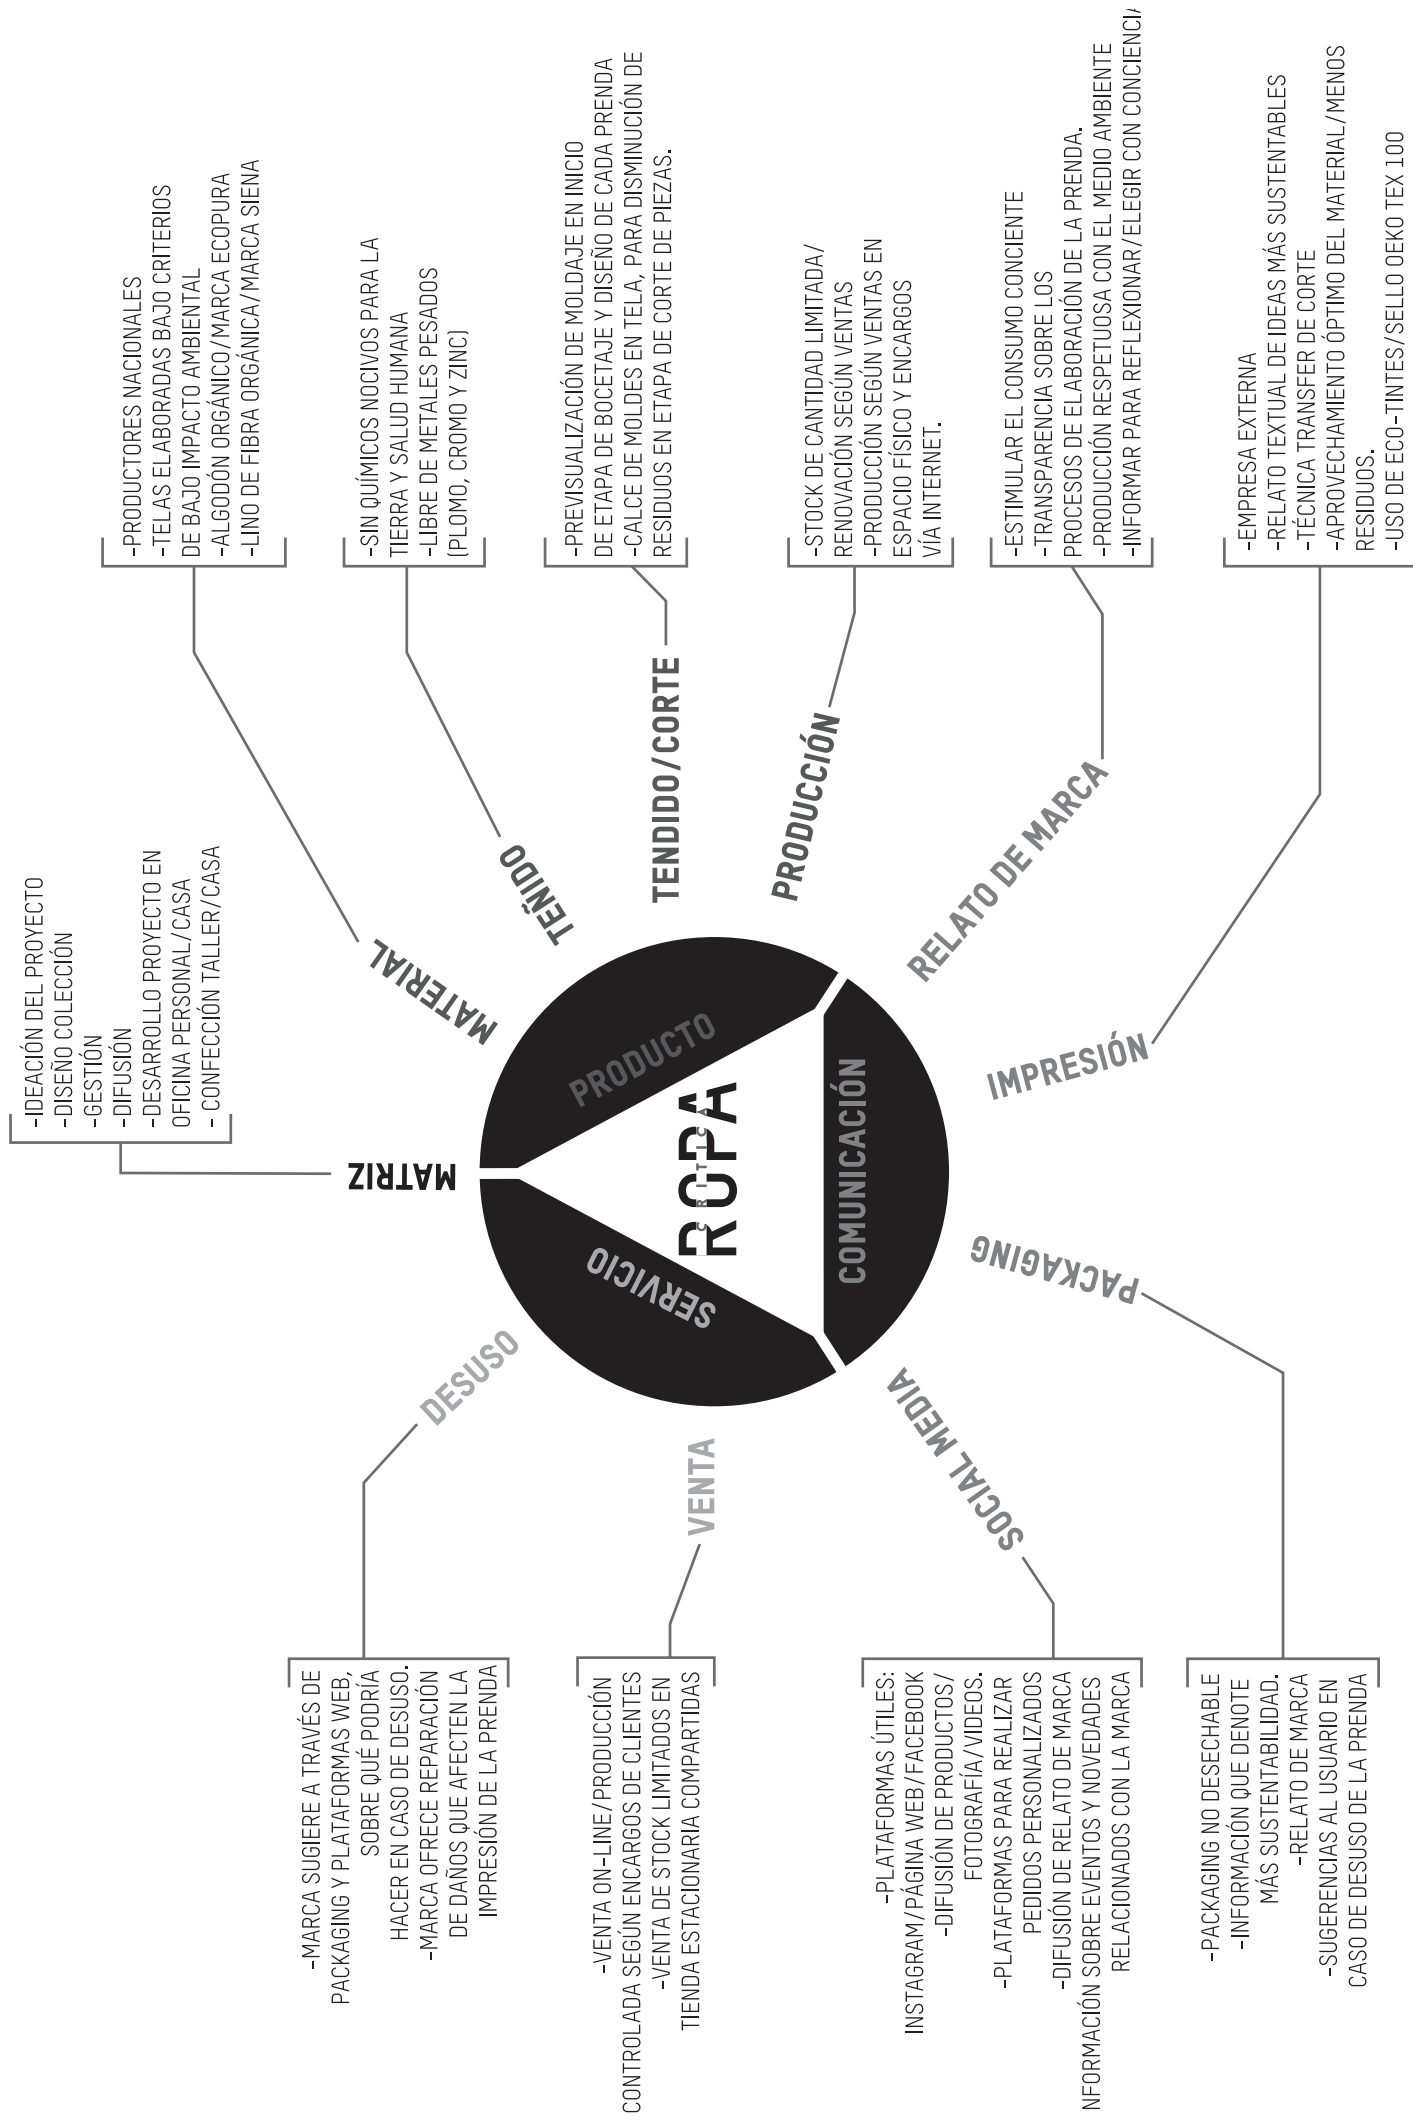 -IDEACIÓN DEL PROYECTO
-DISEÑO COLECCIÓN
-GESTIÓN
-DIFUSIÓN
-DESARROLLO PROYECTO EN
OFICINA PERSONAL/CASA
- CONFECCIÓN TALLER/CASA
MATRIZ
-PRODUCTORES NACIONALES
-TELAS ELABORADAS BAJO CRITERIOS
DE BAJO IMPACTO AMBIENTAL
-ALGODÓN ORGÁNICO/MARCA ECOPURA
-LINO DE FIBRA ORGÁNICA/MARCA SIENA
MATERIAL
-SIN QUÍMICOS NOCIVOS PARA LA
TIERRA Y SALUD HUMANA
-LIBRE DE METALES PESADOS
(PLOMO, CROMO Y ZINC)
TEÑIDO
-PREVISUALIZACIÓN DE MOLDAJE EN INICIO
DE ETAPA DE BOCETAJE Y DISEÑO DE CADA PRENDA
-CALCE DE MOLDES EN TELA, PARA DISMINUCIÓN DE
RESIDUOS EN ETAPA DE CORTE DE PIEZAS.
TENDIDO/CORTE
-STOCK DE CANTIDAD LIMITADA/
RENOVACIÓN SEGÚN VENTAS
-PRODUCCIÓN SEGÚN VENTAS EN
ESPACIO FÍSICO Y ENCARGOS
VÍA INTERNET.
PRODUCCIÓN
-ESTIMULAR EL CONSUMO CONCIENTE
-TRANSPARENCIA SOBRE LOS
PROCESOS DE ELABORACIÓN DE LA PRENDA.
-PRODUCCIÓN RESPETUOSA CON EL MEDIO AMBIENTE
-INFORMAR PARA REFLEXIONAR/ELEGIR CON CONCIENCIA
RELATO DE MARCA
-EMPRESA EXTERNA
-RELATO TEXTUAL DE IDEAS MÁS SUSTENTABLES
-TÉCNICA TRANSFER DE CORTE
-APROVECHAMIENTO ÓPTIMO DEL MATERIAL/MENOS
RESIDUOS.
-USO DE ECO-TINTES/SELLO OEKO TEX 100
IMPRESIÓN
PRODUCTO
SERVICIO
COMUNICACIÓN
ROPA
CRITICA
DESUSO
-MARCA SUGIERE A TRAVÉS DE
PACKAGING Y PLATAFORMAS WEB,
SOBRE QUÉ PODRÍA
HACER EN CASO DE DESUSO.
-MARCA OFRECE REPARACIÓN
DE DAÑOS QUE AFECTEN LA
IMPRESIÓN DE LA PRENDA
VENTA
-VENTA ON-LINE/PRODUCCIÓN
CONTROLADA SEGÚN ENCARGOS DE CLIENTES
-VENTA DE STOCK LIMITADOS EN
TIENDA ESTACIONARIA COMPARTIDAS
SOCIAL MEDIA
-PLATAFORMAS ÚTILES:
INSTAGRAM/PÁGINA WEB/FACEBOOK
-DIFUSIÓN DE PRODUCTOS/
FOTOGRAFÍA/VIDEOS.
-PLATAFORMAS PARA REALIZAR
PEDIDOS PERSONALIZADOS
-DIFUSIÓN DE RELATO DE MARCA
NFORMACIÓN SOBRE EVENTOS Y NOVEDADES
RELACIONADOS CON LA MARCA
PACKAGING
-PACKAGING NO DESECHABLE
-INFORMACIÓN QUE DENOTE
MÁS SUSTENTABILIDAD.
-RELATO DE MARCA
-SUGERENCIAS AL USUARIO EN
CASO DE DESUSO DE LA PRENDA